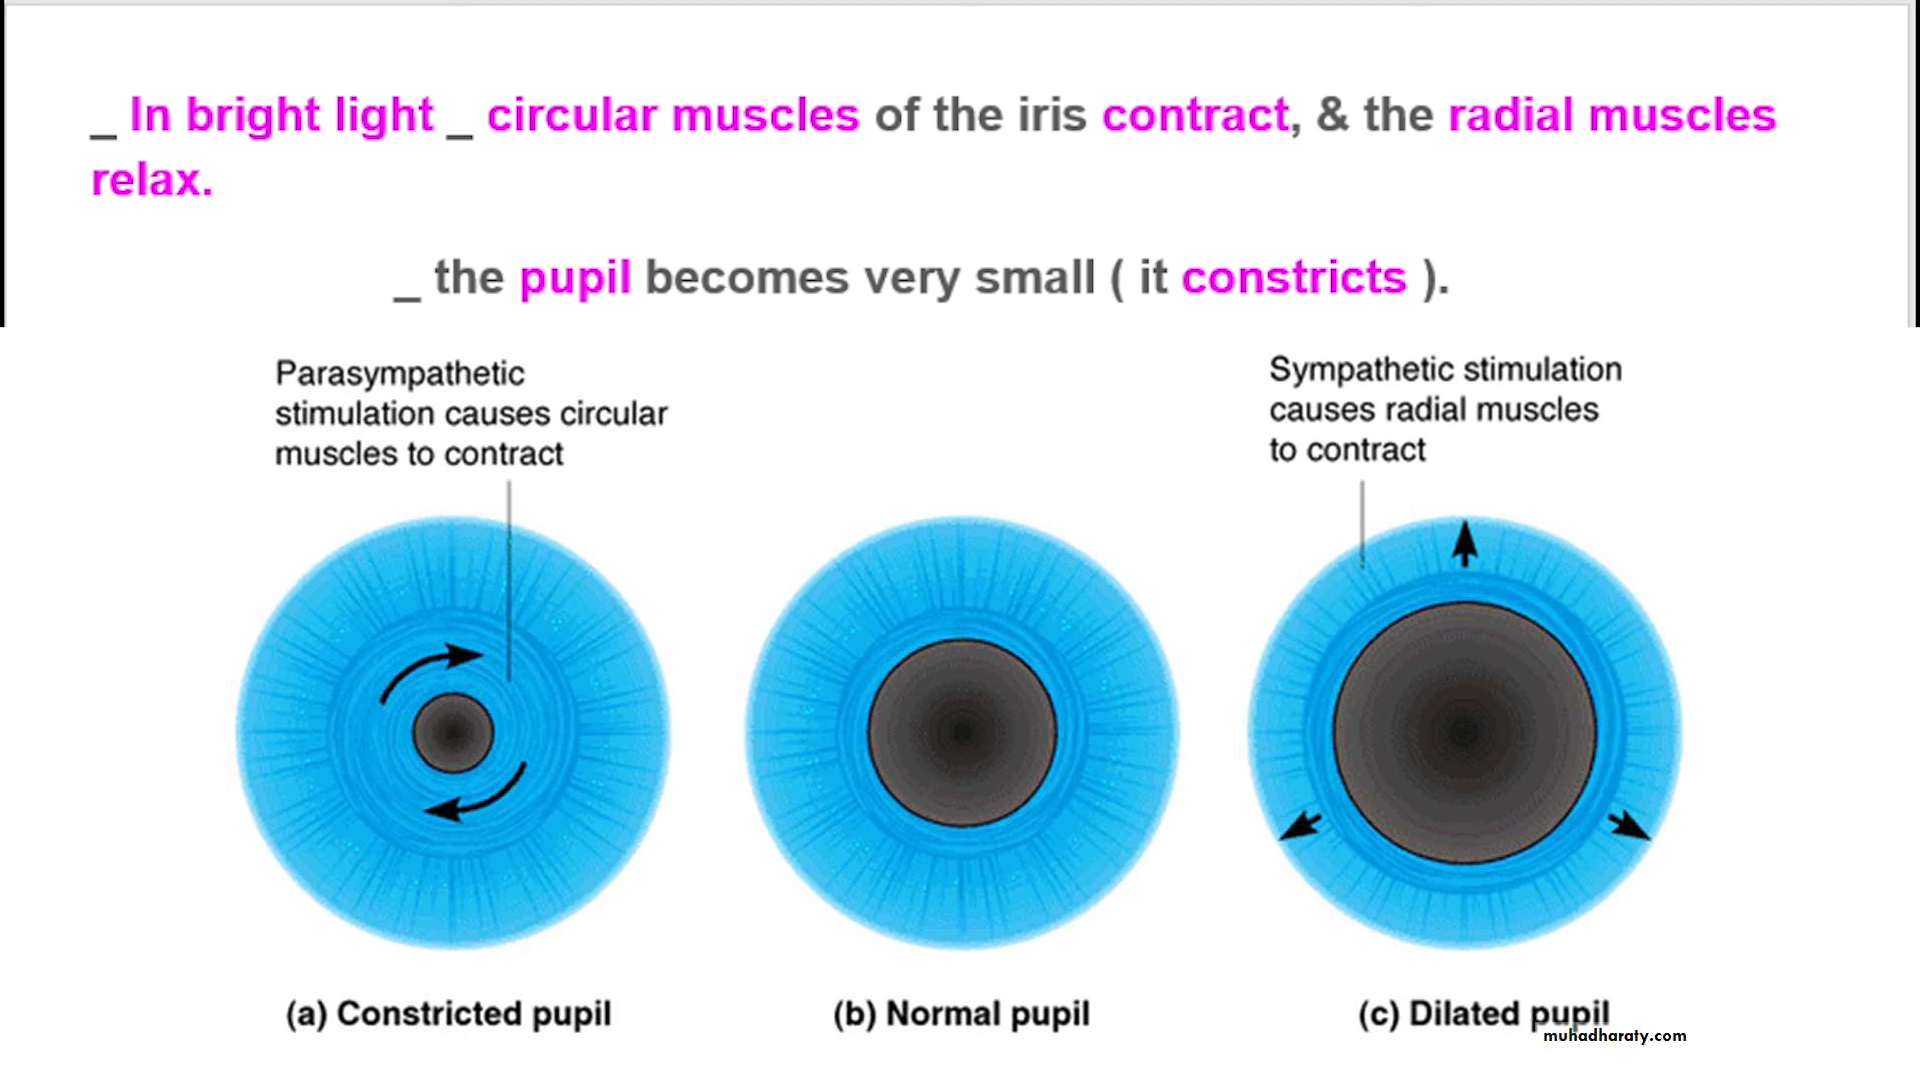 _ In bright light _ circular muscles of the iris contract, & the radial muscles
relax.
_ the pupil becomes very small ( it constricts ).
Parasympathetic
stimulation causes circular
muscles to contract
Sympathetic stimulation
causes radial muscles
to contract
(a) Constricted pupil
(b) Normal pupil
(c) Dilated pupil
muhadharaty.com